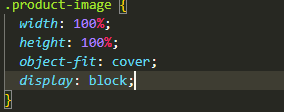 .product-image {
  width: 100%;
  height: 100%;
  object-fit: cover;
  display: block;
}